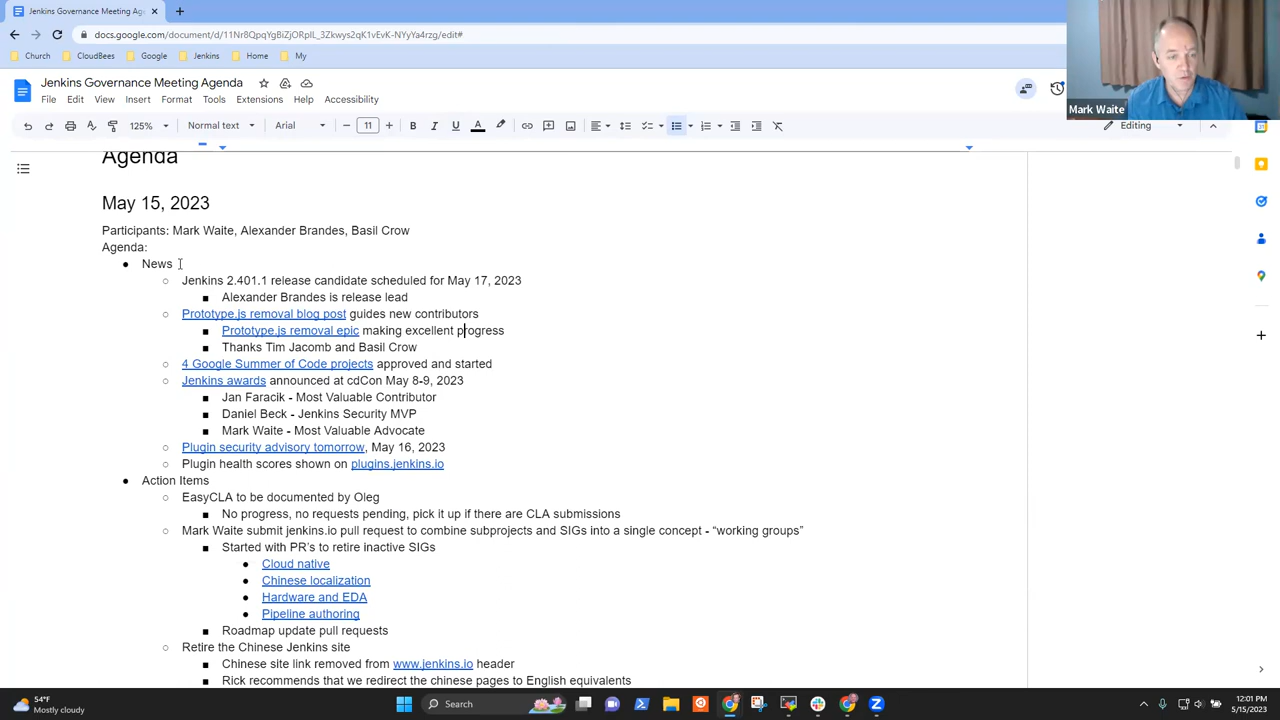 Jenkins Governance Meeting Ag
docs.google.com/document/d/11Nr8QpqYgBiZjORpIL_3Zkwys2qK1vEvK-NYyYa4rzg/edit#
Church CloudBees Google Jenkins Home My
Jenkins Governance Meeting Agenda
File Edit View Insert Format Tools Extensions Help Accessibility
125% Normal text Arial 11 Editing
Mark Waite
Agenda
May 15, 2023
Participants: Mark Waite, Alexander Brandes, Basil Crow
Agenda:
News
Jenkins 2.401.1 release candidate scheduled for May 17, 2023
Alexander Brandes is release lead
Prototype.js removal blog post guides new contributors
Prototype.js removal epic making excellent progress
Thanks Tim Jacomb and Basil Crow
4 Google Summer of Code projects approved and started
Jenkins awards announced at cdCon May 8-9, 2023
Jan Faracik - Most Valuable Contributor
Daniel Beck - Jenkins Security MVP
Mark Waite - Most Valuable Advocate
Plugin security advisory tomorrow, May 16, 2023
Plugin health scores shown on plugins.jenkins.io
Action Items
EasyCLA to be documented by Oleg
No progress, no requests pending, pick it up if there are CLA submissions
Mark Waite submit jenkins.io pull request to combine subprojects and SIGs into a single concept - “working groups”
Started with PR’s to retire inactive SIGs
Cloud native
Chinese localization
Hardware and EDA
Pipeline authoring
Roadmap update pull requests
Retire the Chinese Jenkins site
Chinese site link removed from www.jenkins.io header
Rick recommends that we redirect the chinese pages to English equivalents
54°F
Mostly cloudy
Search
12:01 PM
5/15/2023